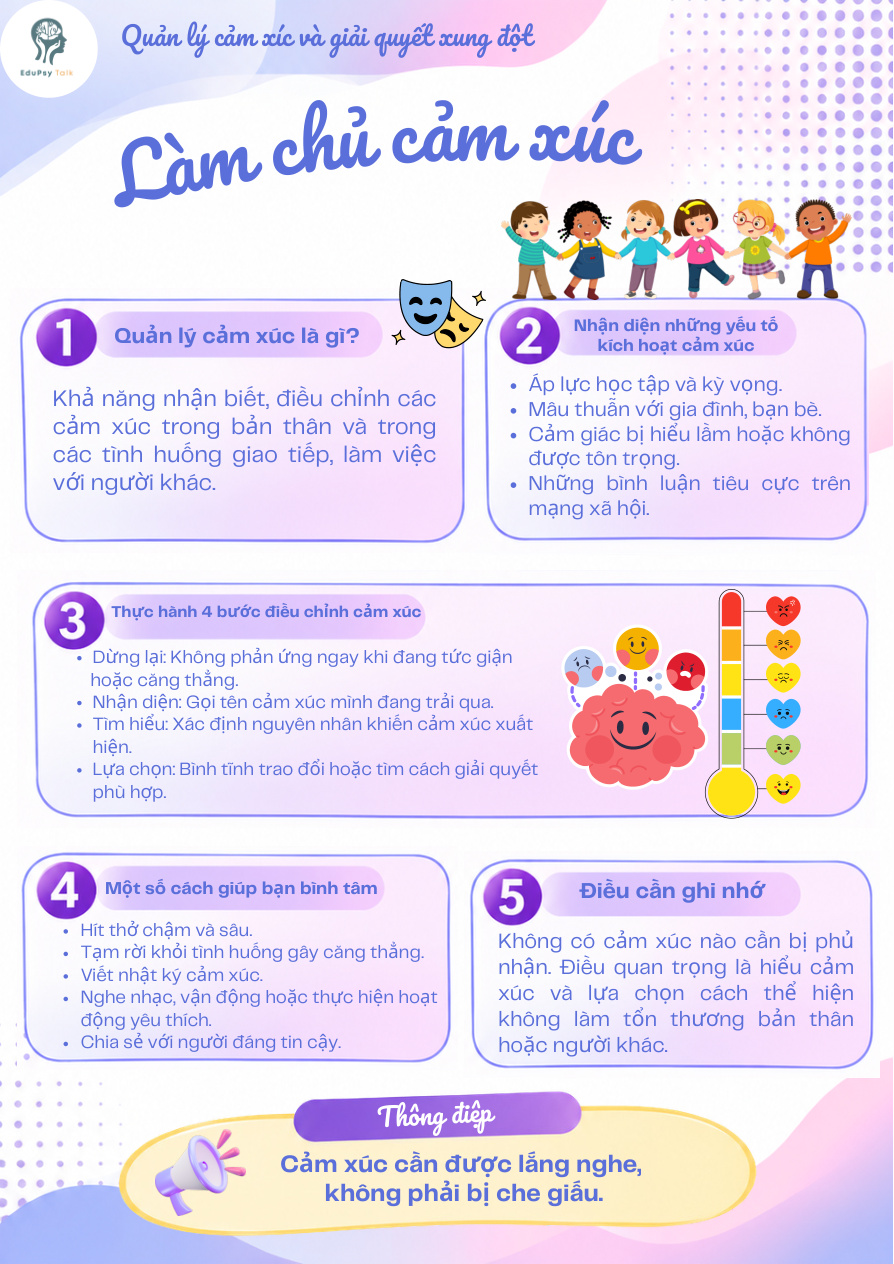 EduPsy Talk
Quản lý cảm xíc và giải quyết xung đột
Làm chủ cảm xúc
1
Quản lý cảm xúc là gì?
Khả năng nhận biết, điều chỉnh các
cảm xúc trong bản thân và trong
các tình huống giao tiếp, làm việc
với người khác.
2
Nhận diện những yếu tố
kích hoạt cảm xúc
• Áp lực học tập và kỳ vọng.
• Mâu thuẫn với gia đình, bạn bè.
• Cảm giác bị hiểu lầm hoặc không
được tôn trọng.
• Những bình luận tiêu cực trên
mạng xã hội.
3
Thực hành 4 bước điều chỉnh cảm xúc
• Dừng lại: Không phản ứng ngay khi đang tức giận
hoặc căng thẳng.
• Nhận diện: Gọi tên cảm xúc mình đang trải qua.
• Tìm hiểu: Xác định nguyên nhân khiến cảm xúc xuất
hiện.
• Lựa chọn: Bình tĩnh trao đổi hoặc tìm cách giải quyết
phù hợp.
4
Một số cách giúp bạn bình tâm
• Hít thở chậm và sâu.
• Tạm rời khỏi tình huống gây căng thẳng.
• Viết nhật ký cảm xúc.
• Nghe nhạc, vận động hoặc thực hiện hoạt
động yêu thích.
• Chia sẻ với người đáng tin cậy.
5
Điều cần ghi nhớ
Không có cảm xúc nào cần bị phủ
nhận. Điều quan trọng là hiểu cảm
xúc và lựa chọn cách thể hiện
không làm tổn thương bản thân
hoặc người khác.
Thông điệp
Cảm xúc cần được lắng nghe,
không phải bị che giấu.